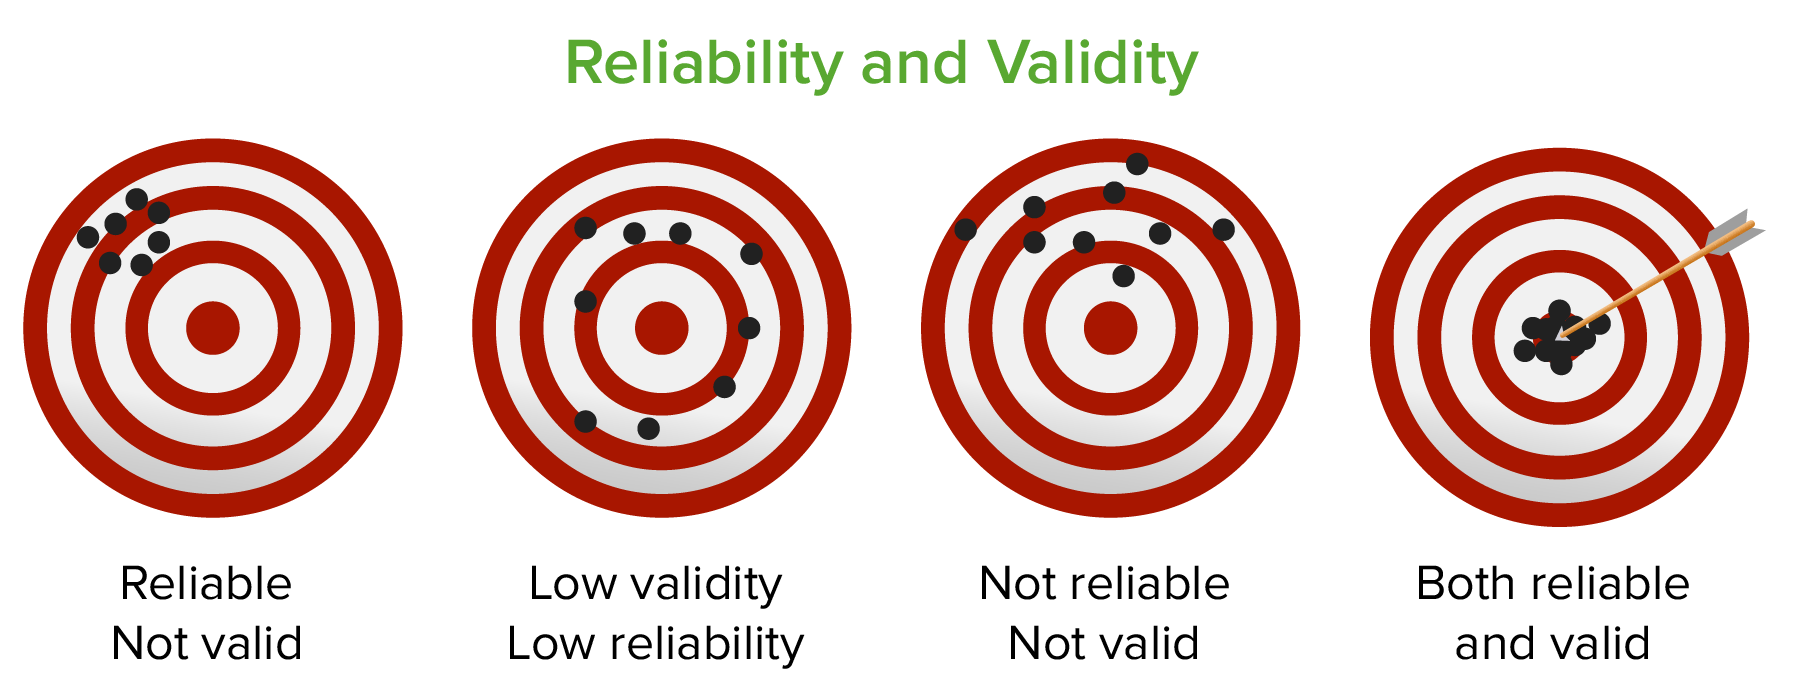 Reliability and Validity
Reliable
Not valid
Low validity
Low reliability
Not reliable
Not valid
Both reliable
and valid